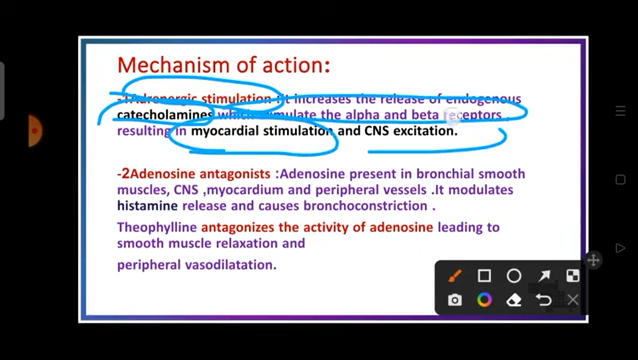 Mechanism of action:
-1Adrenergic stimulation :it increases the release of endogenous
catecholamines which stimulate the alpha and beta receptors
resulting in myocardial stimulation and CNS excitation.
-2Adenosine antagonists :Adenosine present in bronchial smooth
muscles, CNS ,myocardium and peripheral vessels .It modulates
histamine release and causes bronchoconstriction .
Theophylline antagonizes the activity of adenosine leading to
smooth muscle relaxation and
peripheral vasodilatation.